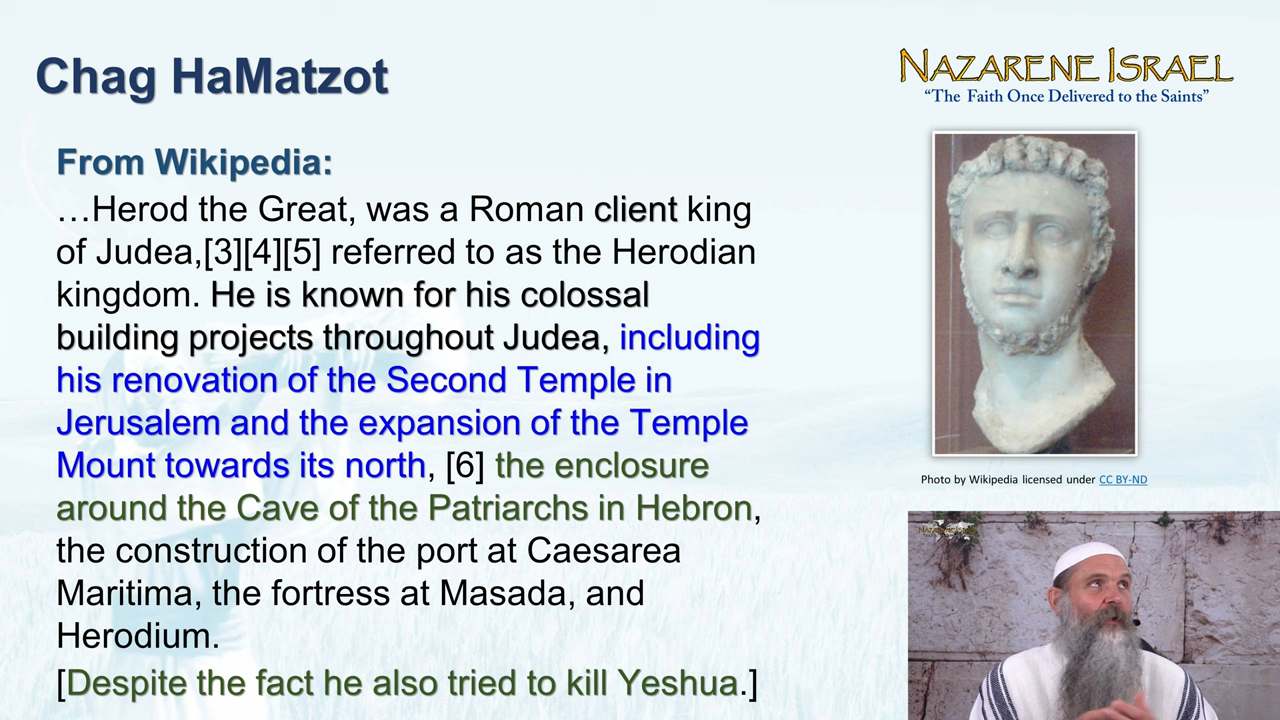 Chag HaMatzot
NAZARENE ISRAEL
“The Faith Once Delivered to the Saints”
From Wikipedia:
…Herod the Great, was a Roman client king
of Judea,[3][4][5] referred to as the Herodian
kingdom. He is known for his colossal
building projects throughout Judea, including
his renovation of the Second Temple in
Jerusalem and the expansion of the Temple
Mount towards its north, [6] the enclosure
around the Cave of the Patriarchs in Hebron,
the construction of the port at Caesarea
Maritima, the fortress at Masada, and
Herodium.
[Despite the fact he also tried to kill Yeshua.]
Photo by Wikipedia licensed under CC BY-ND